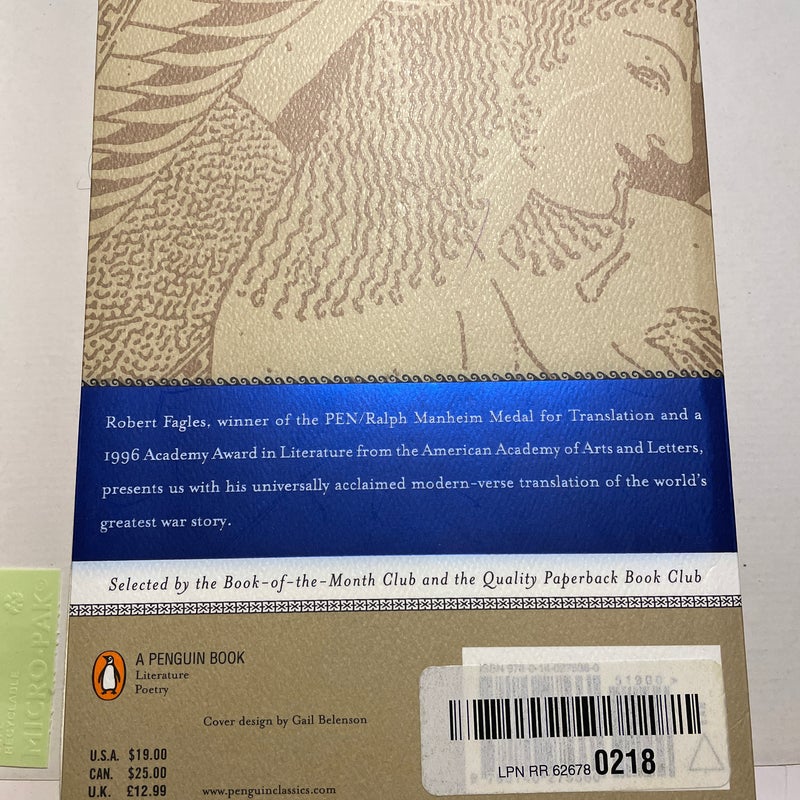 Robert Fagles, winner of the PEN/Ralph Manheim Medal for Translation and a
1996 Academy Award in Literature from the American Academy of Arts and Letters,
presents us with his universally acclaimed modern-verse translation of the world's
greatest war story.
Selected by the Book-of-the-Month Club and the Quality Paperback Book Club
A PENGUIN BOOK
Literature
Poetry
Cover design by Gail Belenson
U.S.A. $19.00
CAN. $25.00
U.K. £12.99
www.penguinclassics.com
51900 >
LPN RR 62678 0218
RECYCLABLE
MICRO-PAK®